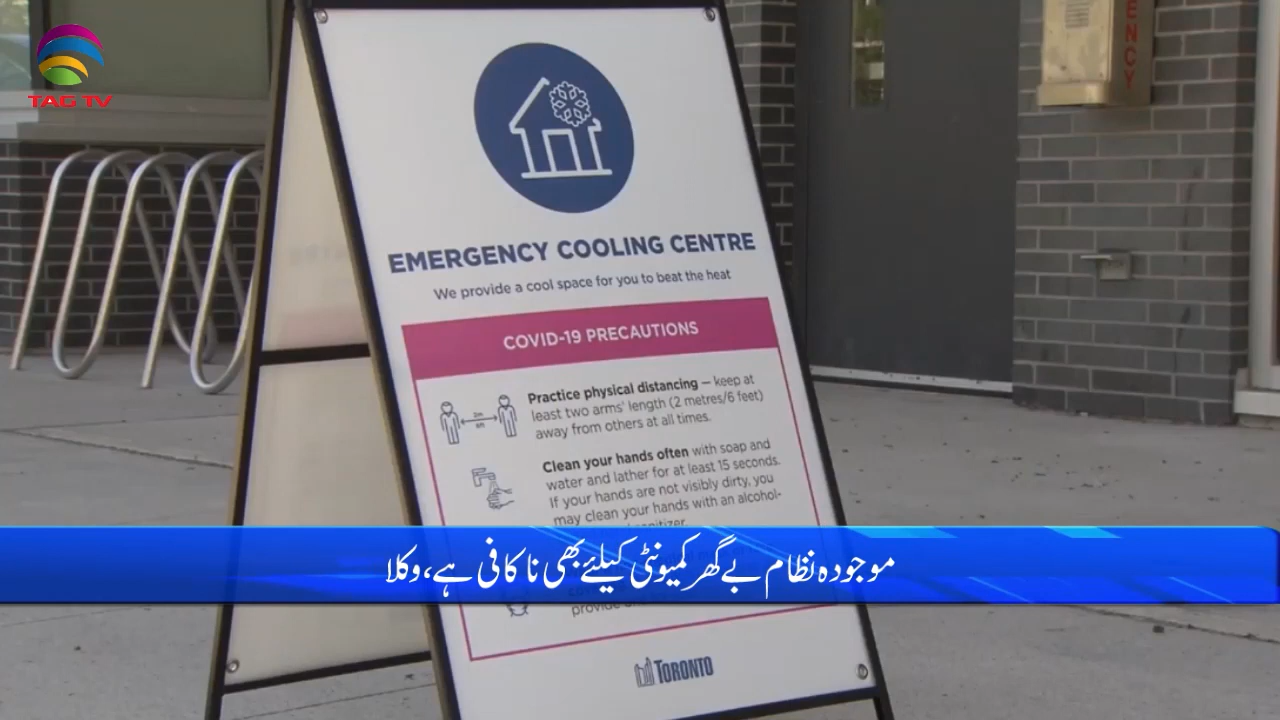 TAG TV
ENCY
EMERGENCY COOLING CENTRE
We provide a cool space for you to beat the heat
COVID-19 PRECAUTIONS
Practice physical distancing – keep at
least two arms' length (2 metres/6 feet)
away from others at all times.
2m
6ft
Clean your hands often with soap and
water and lather for at least 15 seconds.
If your hands are not visibly dirty, you
may clean your hands with an alcohol-
موجودہ نظام بے گھر کمیونٹی کیلئے بھی ناکافی ہے، وکلا
TORONTO